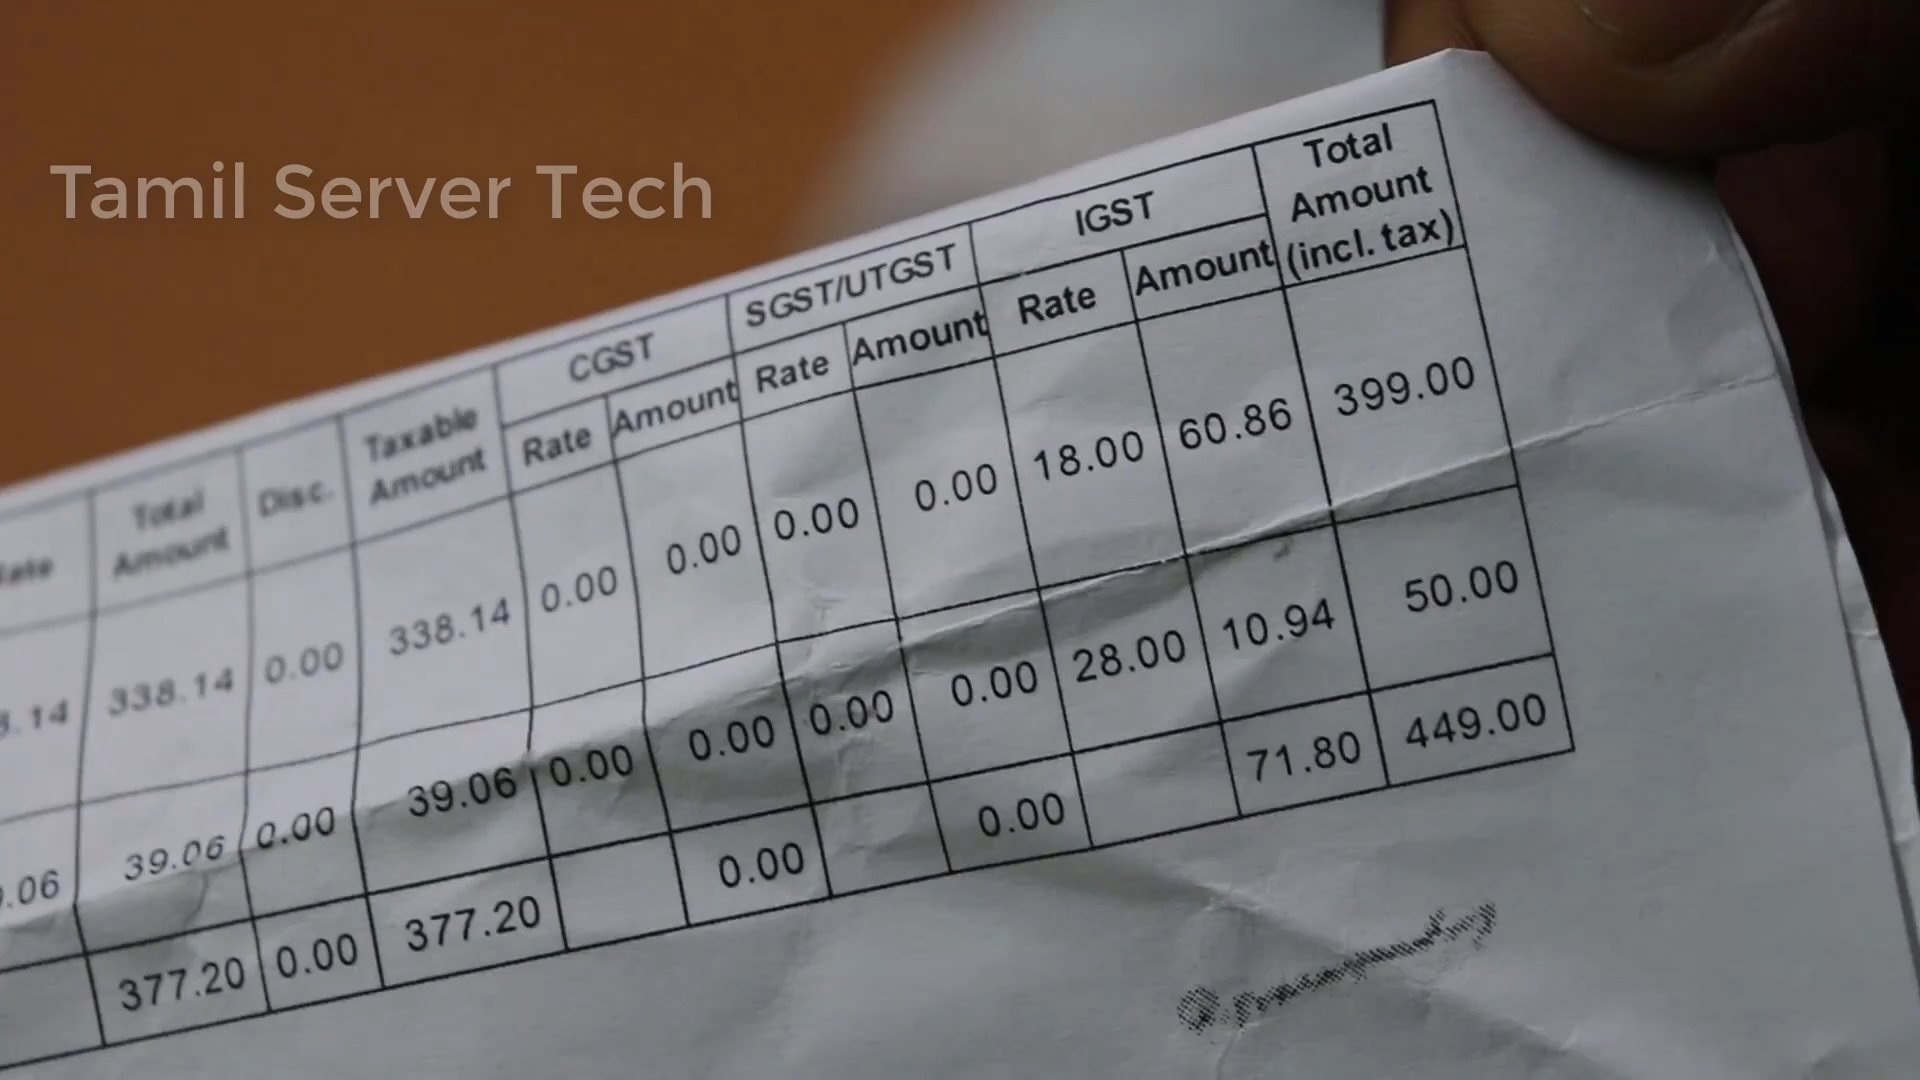 Tamil Server Tech
Total
Amount
Disc.
Taxable
Amount
CGST
SGST/UTGST
IGST
Total
Amount
(incl. tax)
Rate Amount Rate Amount Rate Amount
338.14 0.00 338.14 0.00 0.00 0.00 0.00 18.00 60.86 399.00
39.06 0.00 39.06 0.00 0.00 0.00 0.00 28.00 10.94 50.00
377.20 0.00 377.20 0.00 0.00 71.80 449.00